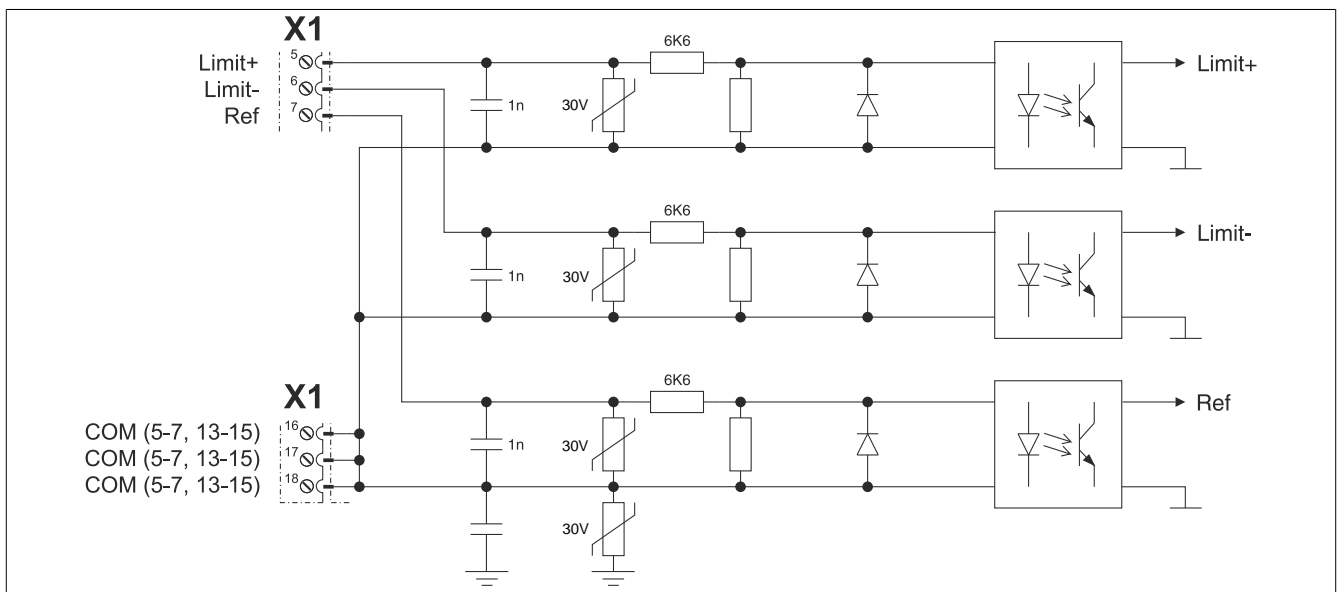 X1
Limit+
5
Limit-
6
Ref
7
1n
30V
6K6
Limit+
1n
30V
6K6
Limit-
X1
COM (5-7, 13-15)
16
COM (5-7, 13-15)
17
COM (5-7, 13-15)
18
1n
30V
6K6
Ref
30V